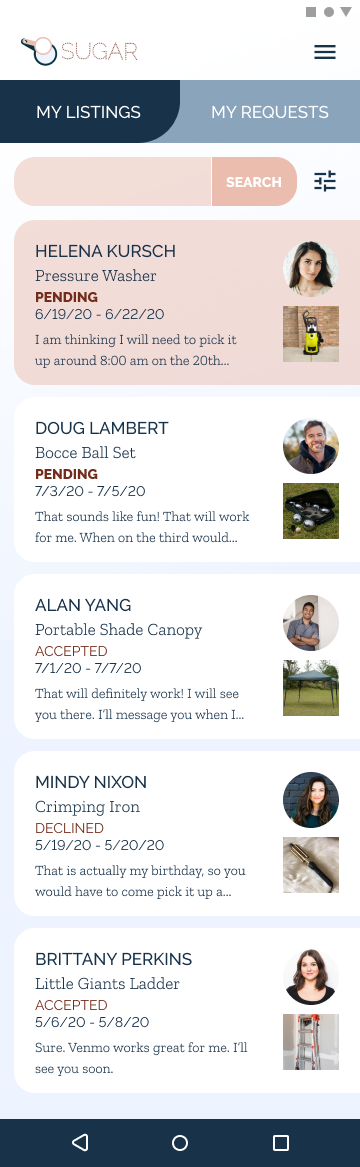 SUGAR
MY LISTINGS
MY REQUESTS
SEARCH
HELENA KURSCH
Pressure Washer
PENDING
6/19/20 - 6/22/20
I am thinking I will need to pick it
up around 8:00 am on the 20th...
DOUG LAMBERT
Bocce Ball Set
PENDING
7/3/20 - 7/5/20
That sounds like fun! That will work
for me. When on the third would...
ALAN YANG
Portable Shade Canopy
ACCEPTED
7/1/20 - 7/7/20
That will definitely work! I will see
you there. I'll message you when I...
MINDY NIXON
Crimping Iron
DECLINED
5/19/20 - 5/20/20
That is actually my birthday, so you
would have to come pick it up a...
BRITTANY PERKINS
Little Giants Ladder
ACCEPTED
5/6/20 - 5/8/20
Sure. Venmo works great for me. I'll
see you soon.